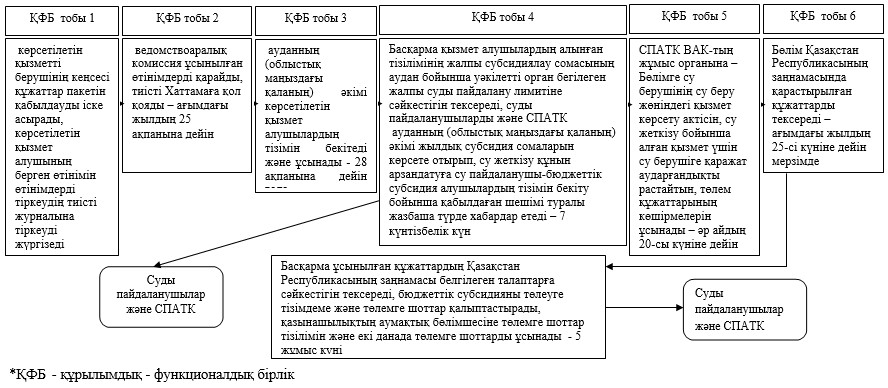 ҚФБ тобы 1
ҚФБ тобы 2
ҚФБ тобы 3
ҚФБ тобы 4
ҚФБ тобы 5
ҚФБ тобы 6
көрсетілетін
қызметті
берушінің кеңсесі
құжаттар пакетін
қабылдауды іске
асырады,
көрсетілетін
қызмет
алушының
берген өтінімін
өтінімдерді
тіркеудің тиісті
журналына
тіркеуді
жүргізеді
ведомствоаралық
комиссия ұсынылған
өтінімдерді қарайды,
тиісті Хаттамаға қол
қояды – ағымдағы
жылдың 25
ақпанына дейін
ауданның
(облыстық
маңыздағы
қаланың) әкімі
көрсетілетін
қызмет
алушылардың
тізімін бекітеді
және ұсынады - 28
ақпанына дейін
Басқарма қызмет алушылардың алынған
тізілімінің жалпы субсидиялау сомасының
аудан бойынша уәкілетті орган бегілеген
жалпы суды пайдалану лимитіне
сәйкестігін тексереді, суды
пайдаланушыларды және СПАТК
ауданның (облыстық маңыздағы қаланың)
әкімі жылдық субсидия сомаларын
көрсете отырып, су жеткізу құнын
арзандатуға су пайдаланушы-бюджеттік
субсидия алушылардың тізімін бекіту
бойынша қабылдаған шешімі туралы
жазбаша түрде хабардар етеді – 7
күнтізбелік күн
СПАТК ВАК-тың
жұмыс органына –
Бөлімге су
берушінің су беру
жөніндегі қызмет
көрсету актісін, су
жеткізу бойынша
алған қызмет үшін
су берушіге қаражат
аударғандықты
растайтын, төлем
құжаттарының
көшірмелерін
ұсынады – әр айдың
20-сы күніне дейін
Бөлім Қазақстан
Республикасының
заңнамасында
қарастырылған
құжаттарды
тексереді –
ағымдағы жылдың
25-сі күніне дейін
мерзімде
Суды
пайдаланушылар
және СПАТК
Басқарма ұсынылған құжаттардың Қазақстан
Республикасының заңнамасы белгілеген талаптарға
сәйкестігін тексереді, бюджеттік субсидияны төлеуге
тізімдеме және төлемге шоттар қалыптастырады,
қазынашылықтың аумақтық бөлімшесіне төлемге шоттар
тізілімін және екі данада төлемге шоттарды ұсынады - 5
жұмыс күні
Суды
пайдаланушылар
және СПАТК
*ҚФБ - құрылымдық - функционалдық бірлік